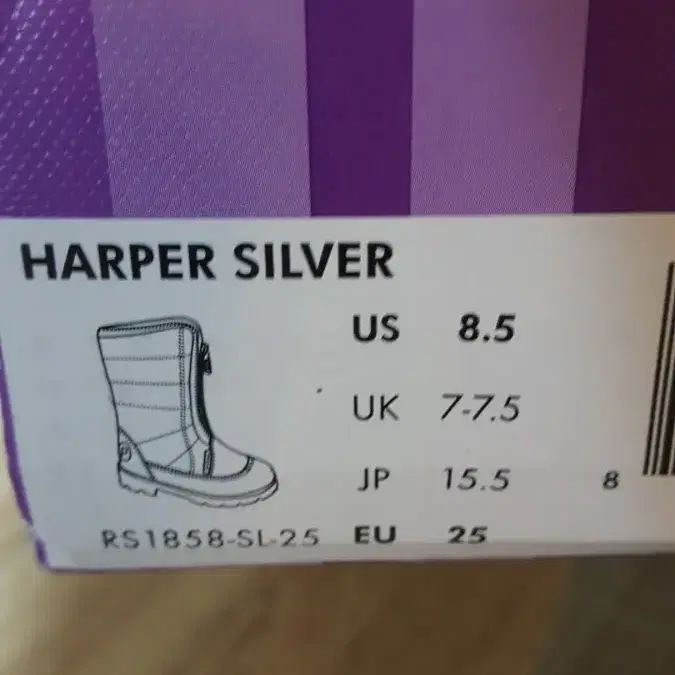 HARPER SILVER
US 8.5
UK 7-7.5
JP 15.5
8
RS1858-SL-25 EU 25